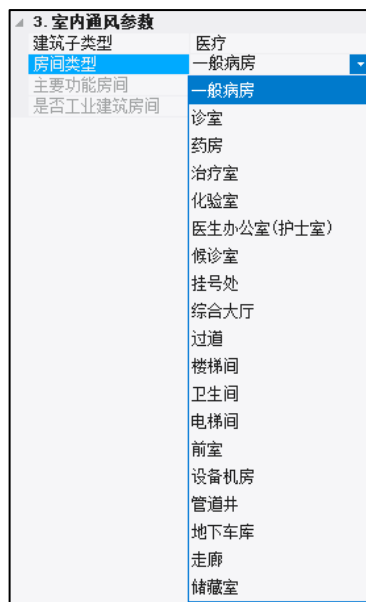 3. 室内通风参数
建筑子类型 医疗
房间类型 一般病房
主要功能房间
是否工业建筑房间
一般病房
诊室
药房
治疗室
化验室
医生办公室(护士室)
候诊室
挂号处
综合大厅
过道
楼梯间
卫生间
电梯间
前室
设备机房
管道井
地下车库
走廊
储藏室